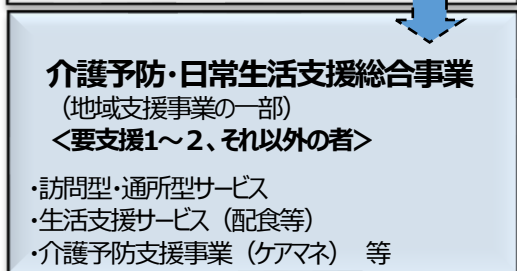 介護予防・日常生活支援総合事業
（地域支援事業の一部）
＜要支援1～２、それ以外の者＞
・訪問型・通所型サービス
・生活支援サービス（配食等）
・介護予防支援事業（ケアマネ）　等